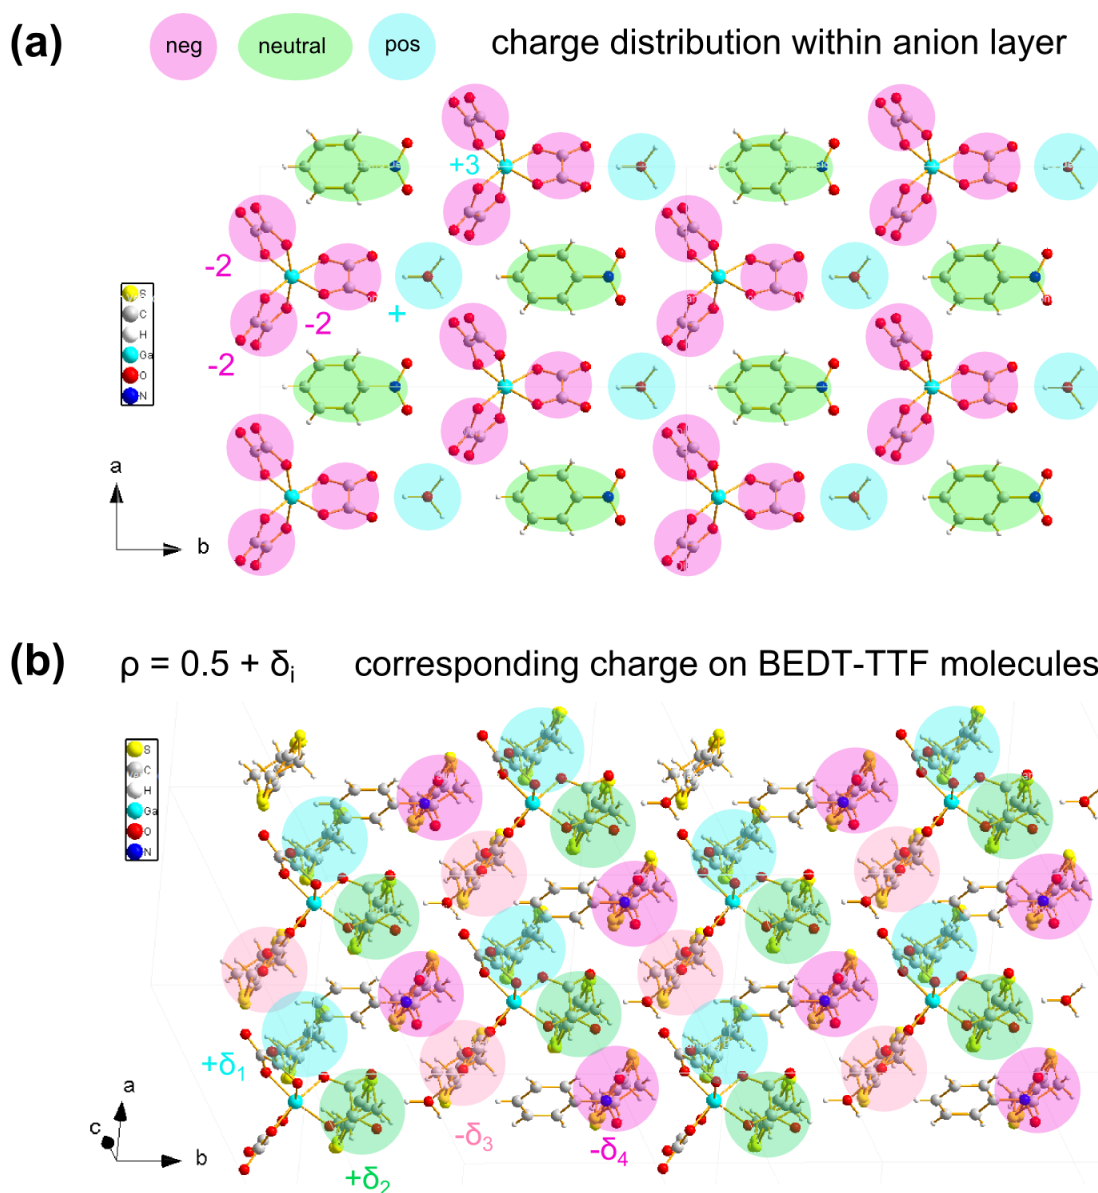 (a) neg neutral pos charge distribution within anion layer
+3
-2
-2
+
-2
S
C
H
Ga
O
N
a
b
(b) ρ = 0.5 + δi corresponding charge on BEDT-TTF molecules
S
C
H
Ga
O
N
+δ1
a
c
b
-δ3
-δ4
+δ2